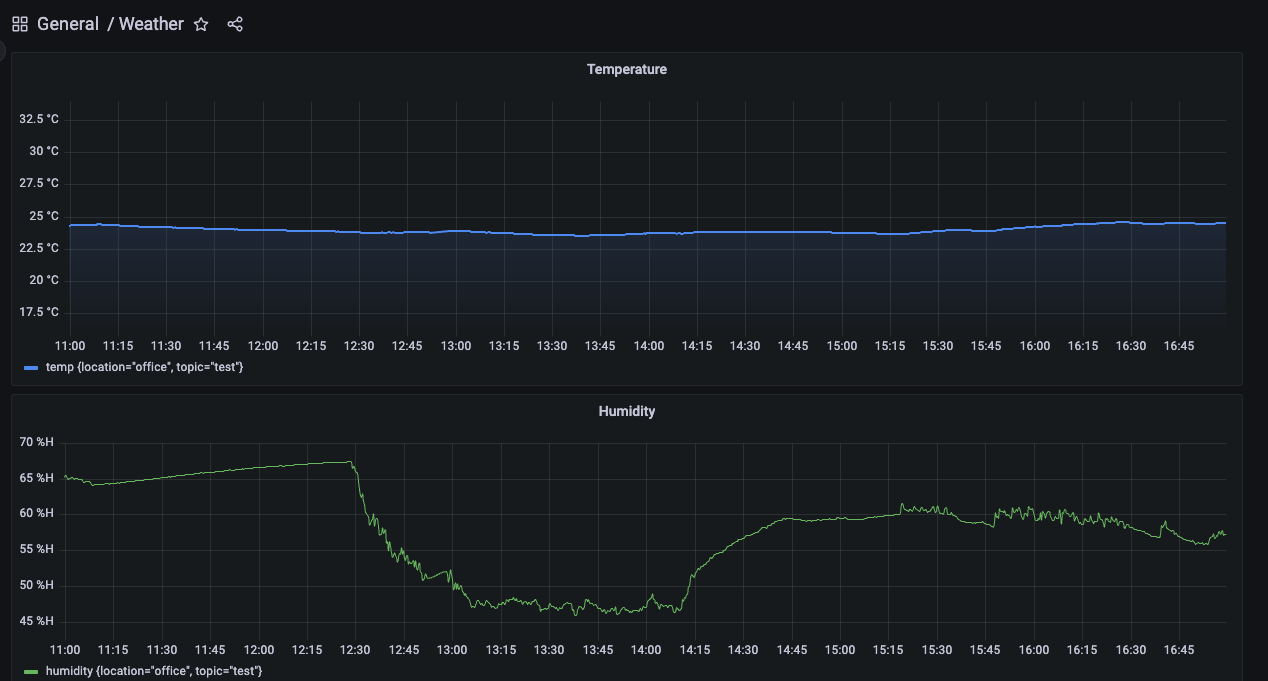 General / Weather
Temperature
32.5 °C
30 °C
27.5 °C
25 °C
22.5 °C
20 °C
17.5 °C
11:00 11:15 11:30 11:45 12:00 12:15 12:30 12:45 13:00 13:15 13:30 13:45 14:00 14:15 14:30 14:45 15:00 15:15 15:30 15:45 16:00 16:15 16:30 16:45
temp {location="office", topic="test"}
Humidity
70 %H
65 %H
60 %H
55 %H
50 %H
45 %H
11:00 11:15 11:30 11:45 12:00 12:15 12:30 12:45 13:00 13:15 13:30 13:45 14:00 14:15 14:30 14:45 15:00 15:15 15:30 15:45 16:00 16:15 16:30 16:45
humidity {location="office", topic="test"}